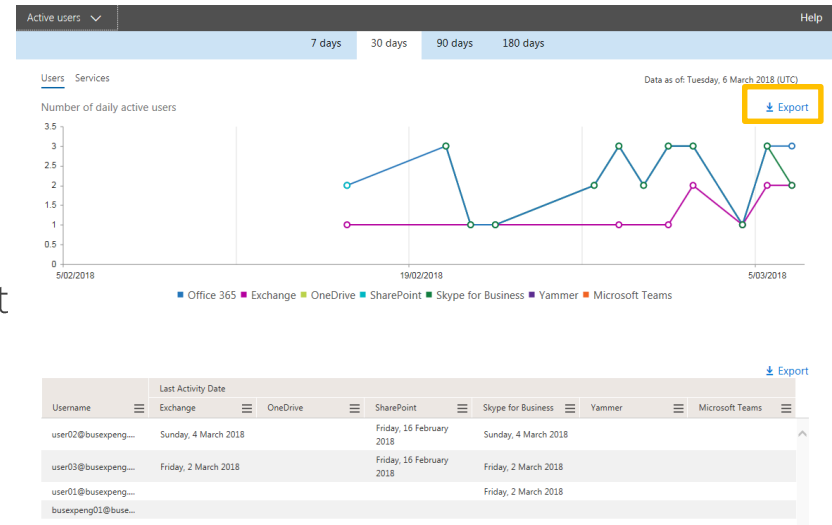 Active users Help
7 days 30 days 90 days 180 days
Users Services Data as of: Tuesday, 6 March 2018 (UTC)
Number of daily active users Export
3.5
3
2.5
2
1.5
1
0.5
0
5/02/2018 19/02/2018 5/03/2018
Office 365 Exchange OneDrive SharePoint Skype for Business Yammer Microsoft Teams
t
Export
Last Activity Date
Username Exchange OneDrive SharePoint Skype for Business Yammer Microsoft Teams
user02@busexpeng.... Sunday, 4 March 2018 Friday, 16 February 2018 Sunday, 4 March 2018
user03@busexpeng.... Friday, 2 March 2018 Friday, 16 February 2018 Friday, 2 March 2018
user01@busexpeng.... Friday, 2 March 2018
busexpeng01@buse...